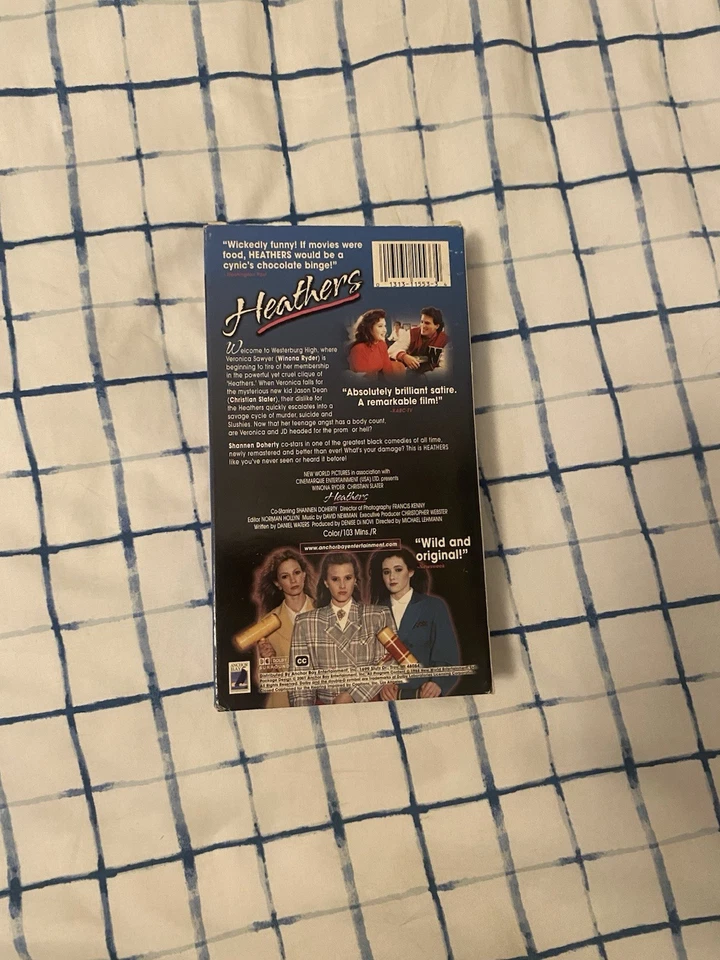 "Wickedly funny! If movies were
food, HEATHERS would be a
cynic's chocolate binge!"
Heathers
Welcome to Westerburg High, where
Veronica Sawyer (Winona Ryder) is
beginning to tire of her membership
in the powerful yet cruel clique of
'Heathers.' When Veronica falls for
the mysterious new kid Jason Dean
(Christian Slater), their dislike for
the Heathers quickly escalates into a
savage cycle of murder, suicide and
Slushies. Now that her teenage angst has a body count,
are Veronica and JD headed for the prom or hell?
"Absolutely brilliant satire.
A remarkable film!"
Shannen Doherty co-stars in one of the greatest black comedies of all time,
newly remastered and better than ever! What's your damage? This is HEATHERS
like you've never seen or heard it before!
NEW WORLD PICTURES in association with
CINEMARQUE ENTERTAINMENT (USA) LTD. presents
WINONA RYDER CHRISTIAN SLATER
Heathers
Co-Starring SHANNEN DOHERTY Director of Photography FRANCIS KENNY
Editor NORMAN HOLLYN Music by DAVID NEWMAN Executive Producer CHRISTOPHER WEBSTER
Written by DANIEL WATERS Produced by DENISE DI NOVI Directed by MICHAEL LEHMANN
Color/103 Mins./R
www.anchorbayentertainment.com
"Wild and
original!"
CC
Distributed by Anchor Bay Entertainment, Inc.